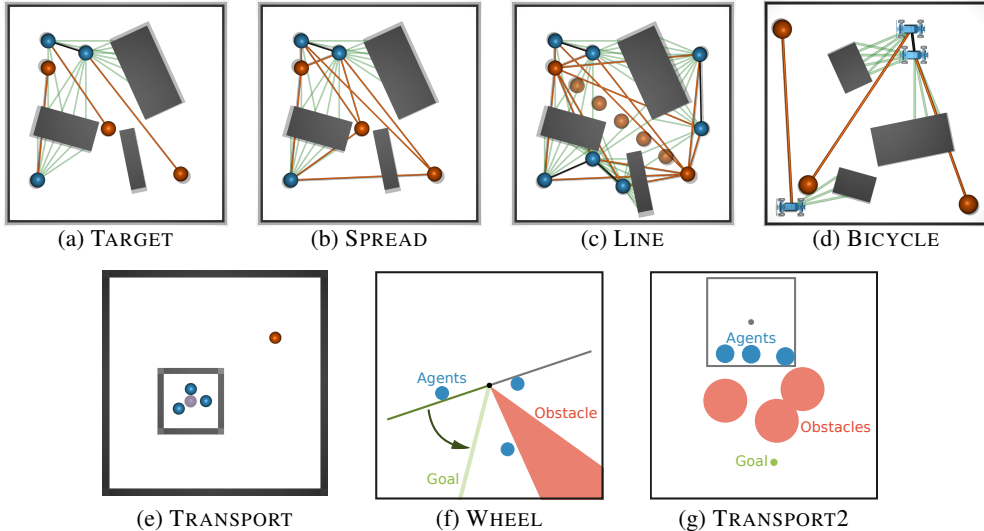 (a) TARGET
(b) SPREAD
(c) LINE
(d) BICYCLE
Agents
Obstacle
Goal
Agents
Obstacles
Goal
(e) TRANSPORT
(f) WHEEL
(g) TRANSPORT2